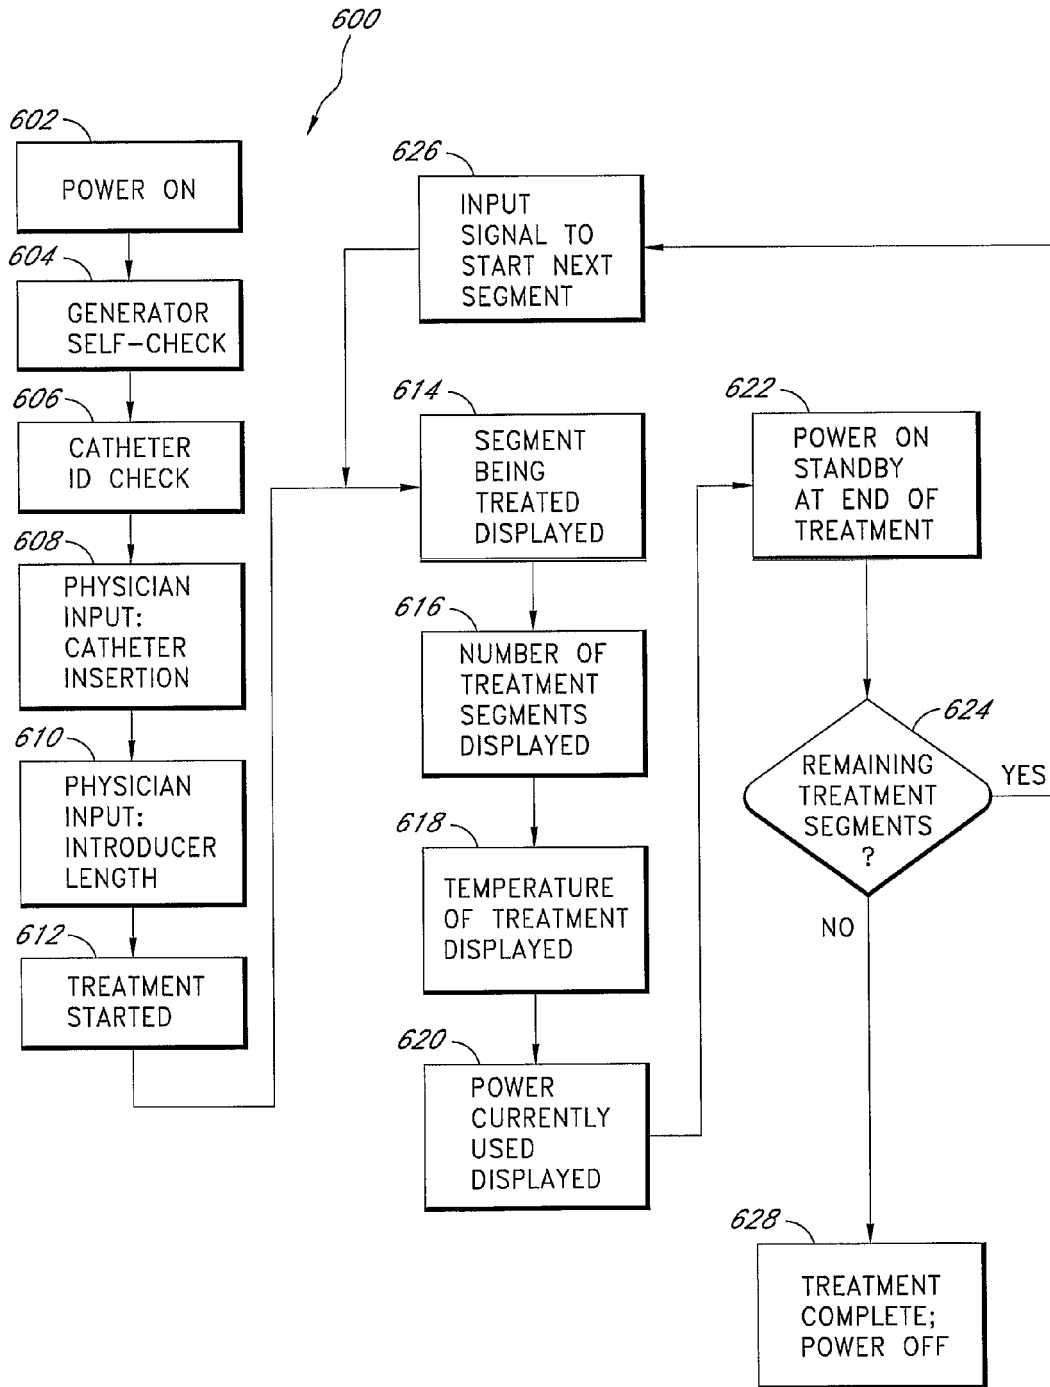 600
602
POWER ON
604
GENERATOR
SELF-CHECK
606
CATHETER
ID CHECK
608
PHYSICIAN
INPUT:
CATHETER
INSERTION
610
PHYSICIAN
INPUT:
INTRODUCER
LENGTH
612
TREATMENT
STARTED
626
INPUT
SIGNAL TO
START NEXT
SEGMENT
614
SEGMENT
BEING
TREATED
DISPLAYED
616
NUMBER OF
TREATMENT
SEGMENTS
DISPLAYED
618
TEMPERATURE
OF TREATMENT
DISPLAYED
620
POWER
CURRENTLY
USED
DISPLAYED
622
POWER ON
STANDBY
AT END OF
TREATMENT
624
REMAINING
TREATMENT
SEGMENTS
?
YES
NO
628
TREATMENT
COMPLETE;
POWER OFF